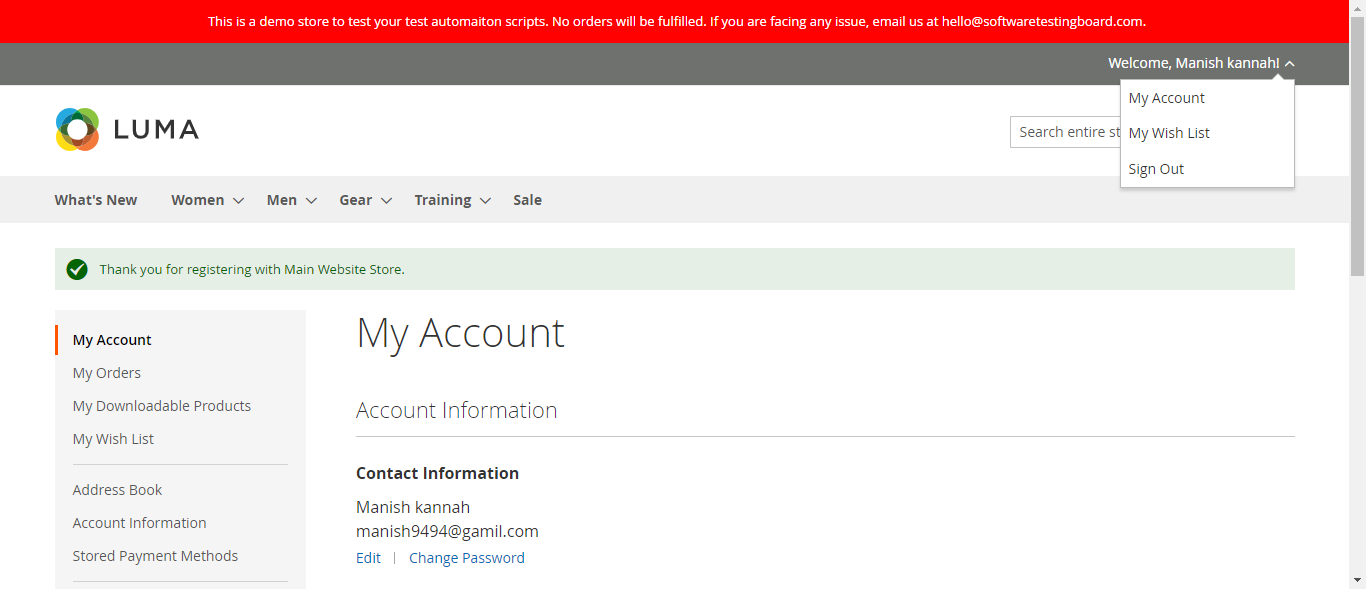 This is a demo store to test your test automaiton scripts. No orders will be fulfilled. If you are facing any issue, email us at hello@softwaretestingboard.com.
Welcome, Manish kannah!
My Account
My Wish List
Sign Out
LUMA
Search entire st
What's New Women Men Gear Training Sale
Thank you for registering with Main Website Store.
My Account
My Orders
My Downloadable Products
My Wish List
Address Book
Account Information
Stored Payment Methods
My Account
Account Information
Contact Information
Manish kannah
manish9494@gamil.com
Edit | Change Password